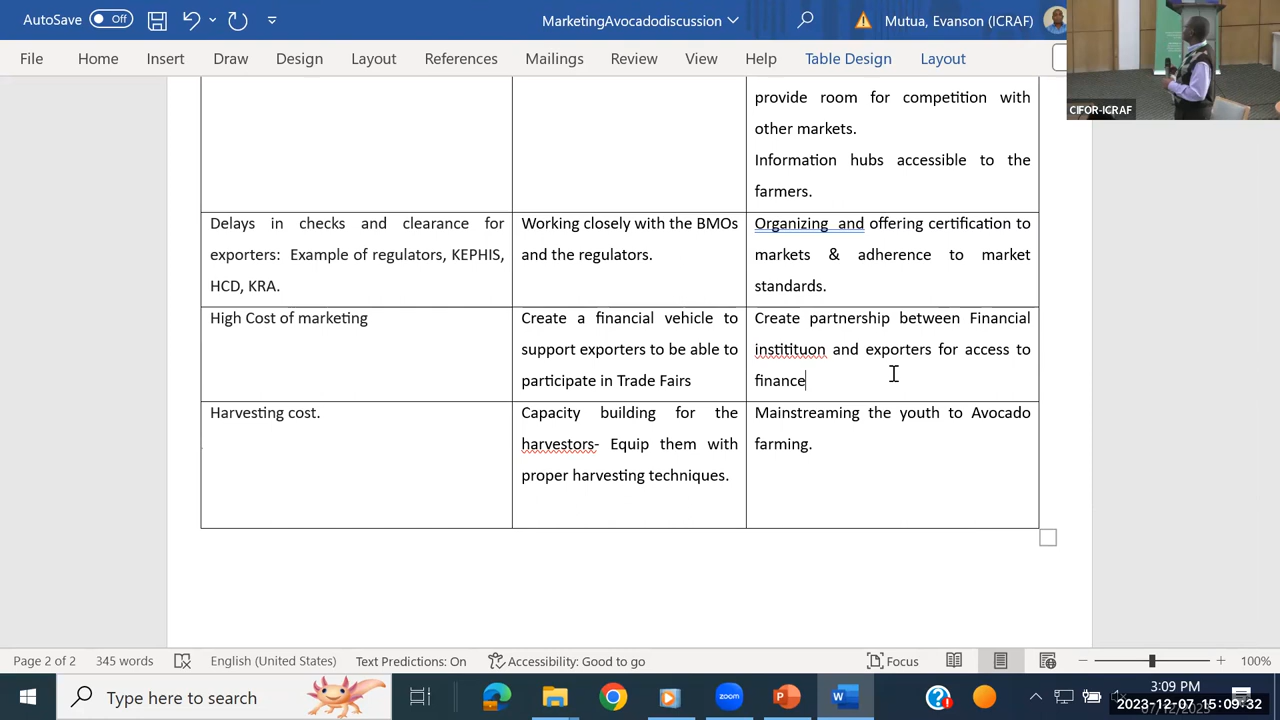 AutoSave Off MarketingAvocadodiscussion Mutua, Evanson (ICRAF)
File Home Insert Draw Design Layout References Mailings Review View Help Table Design Layout
CIFOR-ICRAF
provide room for competition with
other markets.
Information hubs accessible to the
farmers.
Delays in checks and clearance for
exporters: Example of regulators, KEPHIS,
HCD, KRA.
Working closely with the BMOs
and the regulators.
Organizing and offering certification to
markets & adherence to market
standards.
High Cost of marketing
Create a financial vehicle to
support exporters to be able to
participate in Trade Fairs
Create partnership between Financial
institituon and exporters for access to
finance
Harvesting cost.
Capacity building for the
harvestors- Equip them with
proper harvesting techniques.
Mainstreaming the youth to Avocado
farming.
Page 2 of 2 345 words English (United States) Text Predictions: On Accessibility: Good to go Focus 100%
Type here to search zoom 3:09 PM
2023-12-07 15:09:32